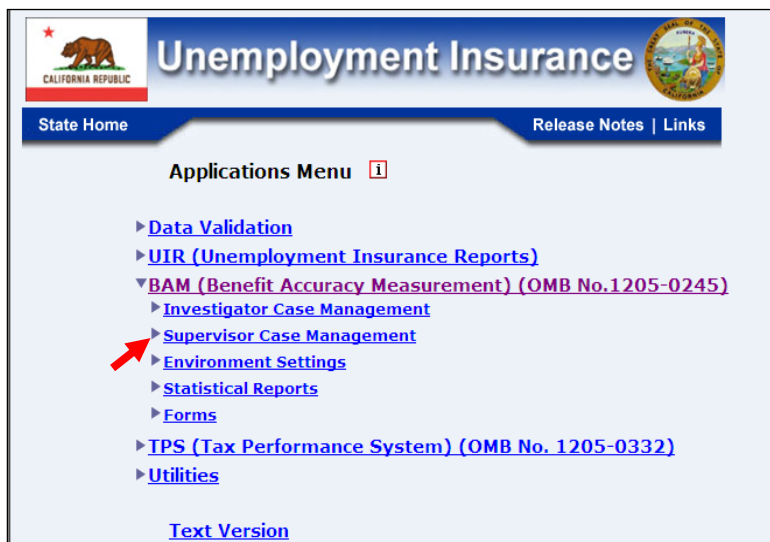 CALIFORNIA REPUBLIC
Unemployment Insurance
State Home
Release Notes | Links
Applications Menu i
Data Validation
UIR (Unemployment Insurance Reports)
BAM (Benefit Accuracy Measurement) (OMB No.1205-0245)
Investigator Case Management
Supervisor Case Management
Environment Settings
Statistical Reports
Forms
TPS (Tax Performance System) (OMB No. 1205-0332)
Utilities
Text Version